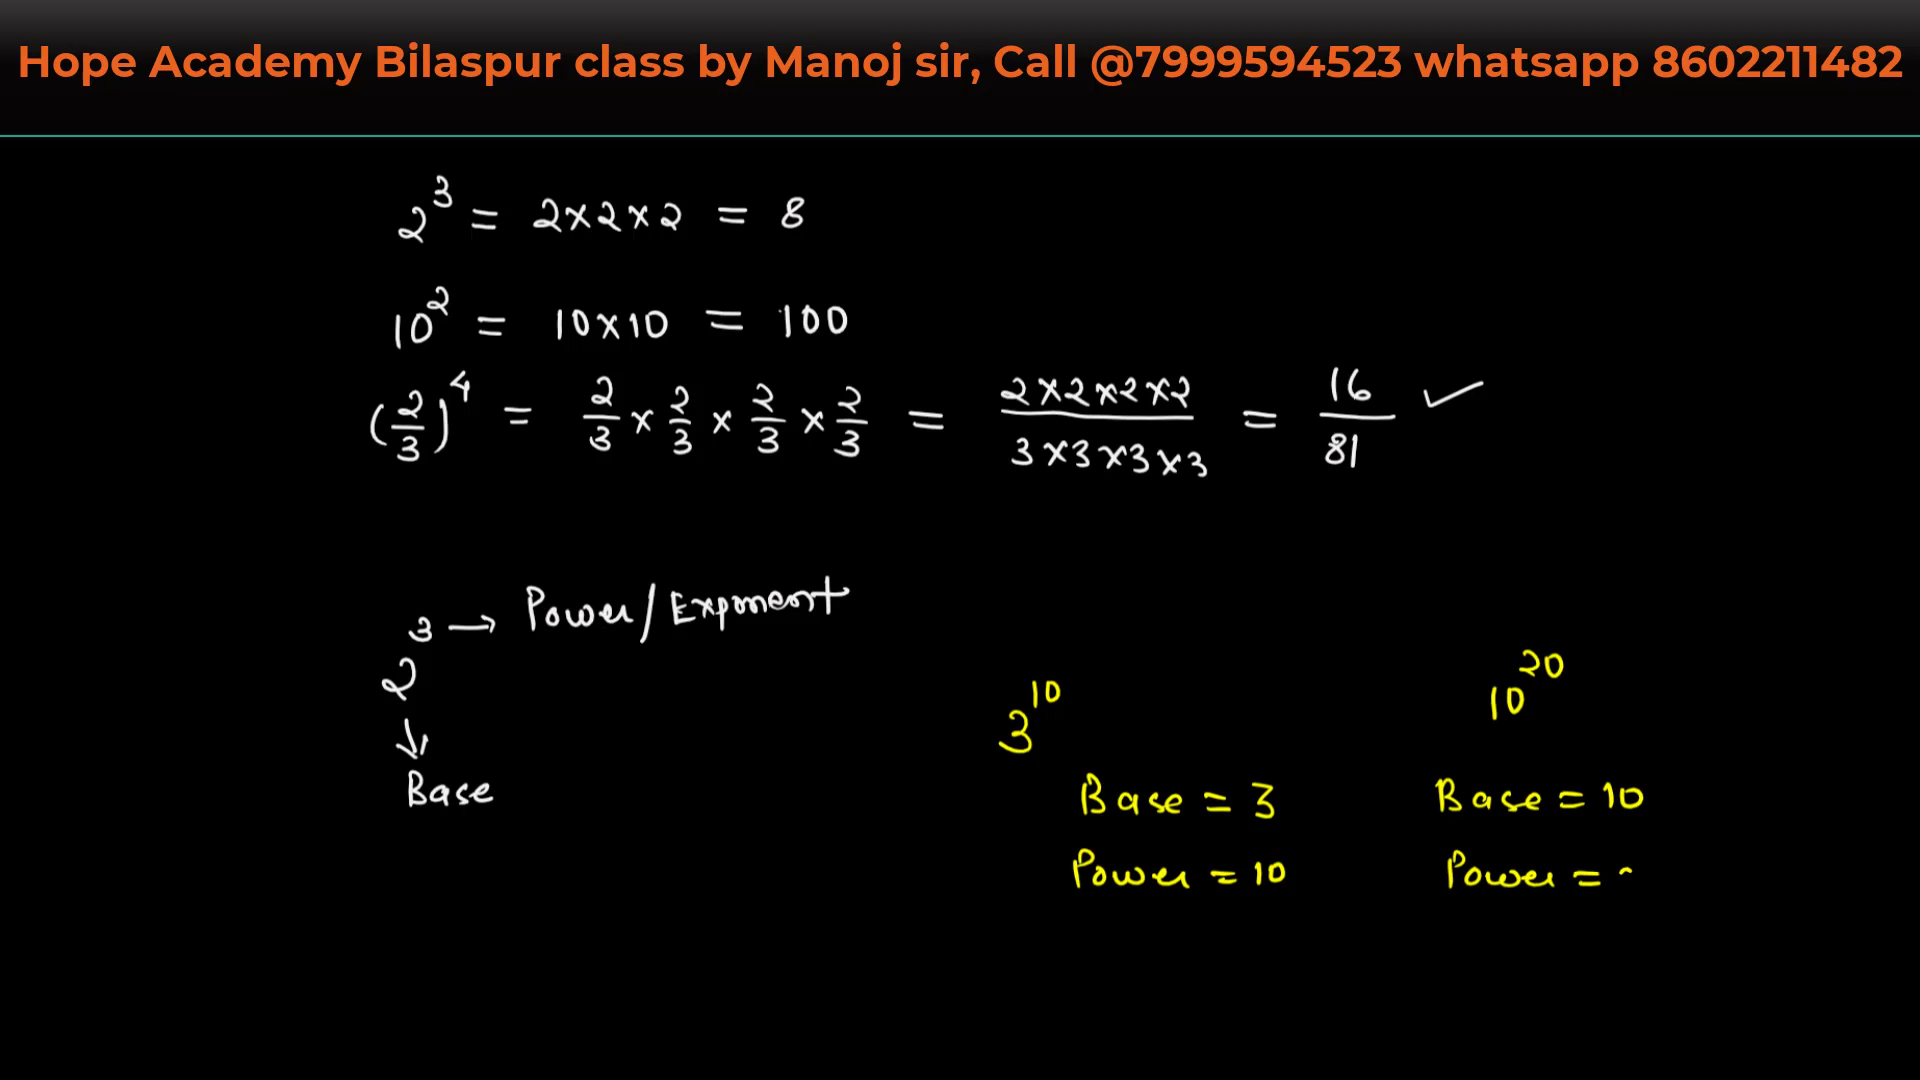 Hope Academy Bilaspur class by Manoj sir, Call @7999594523 whatsapp 8602211482
2³ = 2×2×2 = 8
10² = 10×10 = 100
(2/3)⁴ = 2/3 × 2/3 × 2/3 × 2/3 = 2×2×2×2 / 3×3×3×3 = 16/81 ✓
2³ → Power/Exponent
↓
Base
3¹⁰
Base = 3
Power = 10
10²⁰
Base = 10
Power =